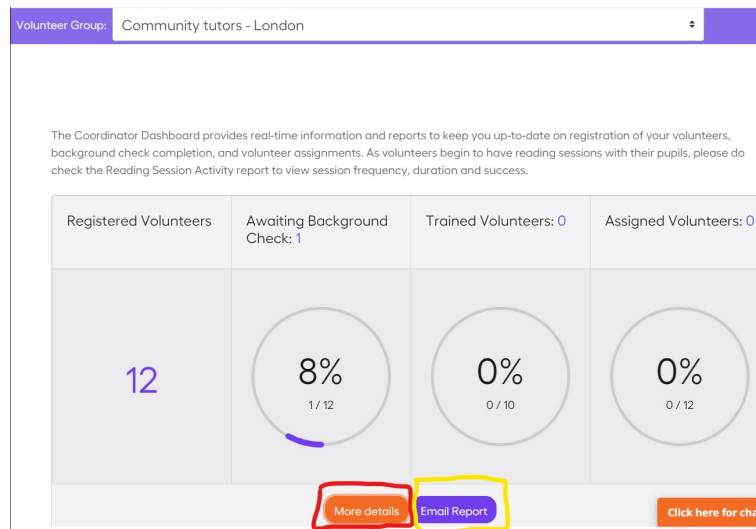 Volunteer Group: Community tutors - London
The Coordinator Dashboard provides real-time information and reports to keep you up-to-date on registration of your volunteers,
background check completion, and volunteer assignments. As volunteers begin to have reading sessions with their pupils, please do
check the Reading Session Activity report to view session frequency, duration and success.
Registered Volunteers
Awaiting Background
Check: 1
Trained Volunteers: 0
Assigned Volunteers: 0
12
8%
1 / 12
0%
0 / 10
0%
0 / 12
More details
Email Report
Click here for cha